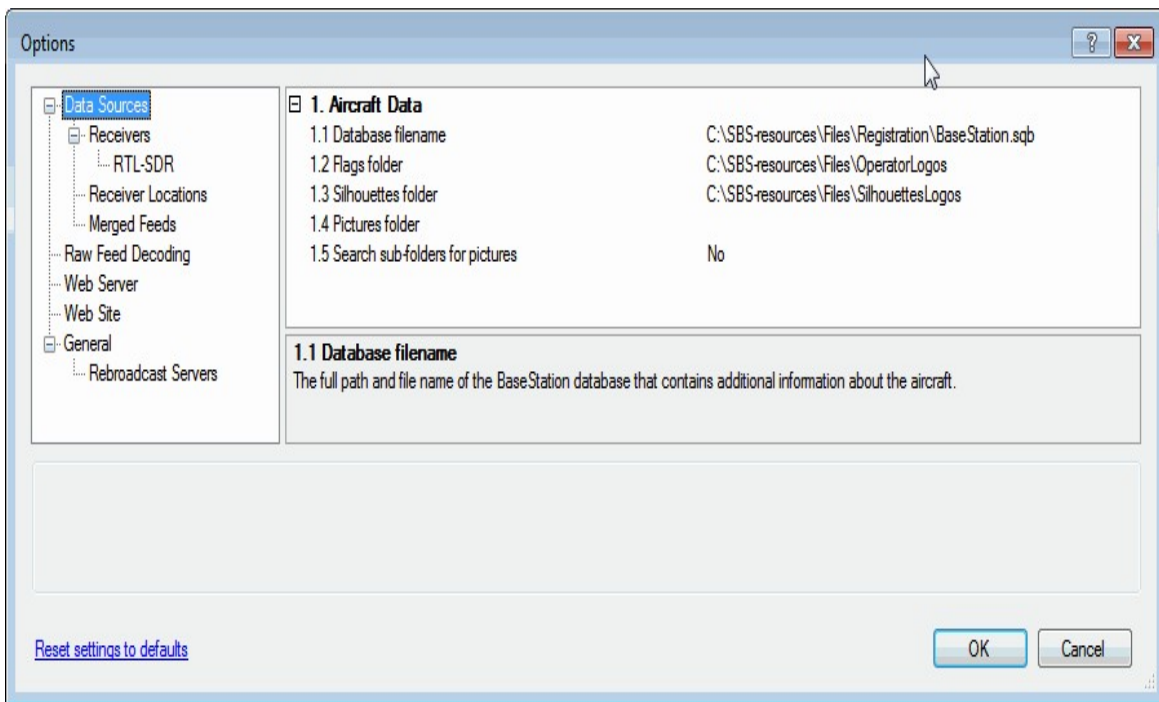 Options
Data Sources
Receivers
RTL-SDR
Receiver Locations
Merged Feeds
Raw Feed Decoding
Web Server
Web Site
General
Rebroadcast Servers
1. Aircraft Data
1.1 Database filename C:\SBS-resources\Files\Registration\BaseStation.sqb
1.2 Flags folder C:\SBS-resources\Files\OperatorLogos
1.3 Silhouettes folder C:\SBS-resources\Files\SilhouettesLogos
1.4 Pictures folder
1.5 Search sub-folders for pictures No
1.1 Database filename
The full path and file name of the BaseStation database that contains additional information about the aircraft.
Reset settings to defaults
OK Cancel